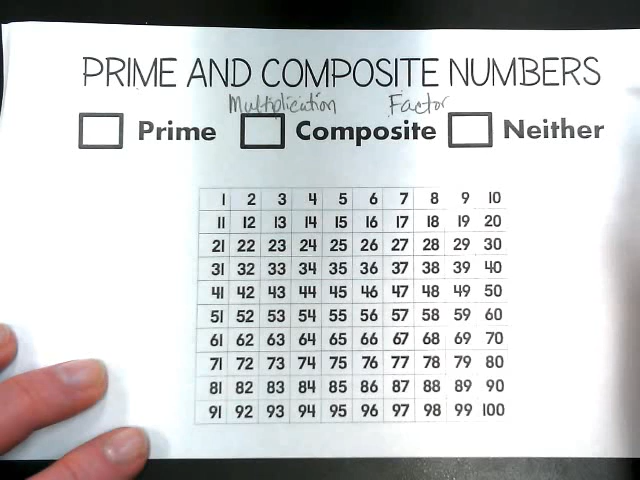 PRIME AND COMPOSITE NUMBERS
Multiplication Factor
Prime Composite Neither
1 2 3 4 5 6 7 8 9 10
11 12 13 14 15 16 17 18 19 20
21 22 23 24 25 26 27 28 29 30
31 32 33 34 35 36 37 38 39 40
41 42 43 44 45 46 47 48 49 50
51 52 53 54 55 56 57 58 59 60
61 62 63 64 65 66 67 68 69 70
71 72 73 74 75 76 77 78 79 80
81 82 83 84 85 86 87 88 89 90
91 92 93 94 95 96 97 98 99 100